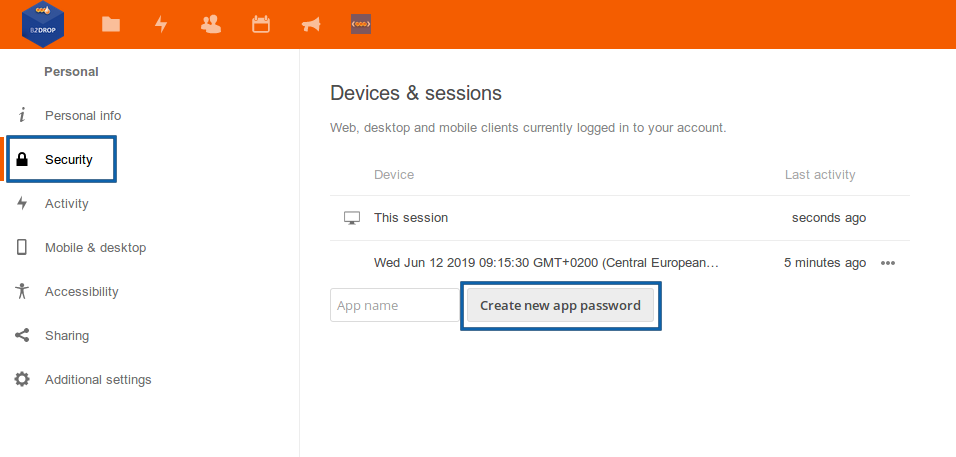 B2DROP
Personal
Personal info
Security
Activity
Mobile & desktop
Accessibility
Sharing
Additional settings
Devices & sessions
Web, desktop and mobile clients currently logged in to your account.
Device Last activity
This session seconds ago
Wed Jun 12 2019 09:15:30 GMT+0200 (Central European… 5 minutes ago
App name Create new app password